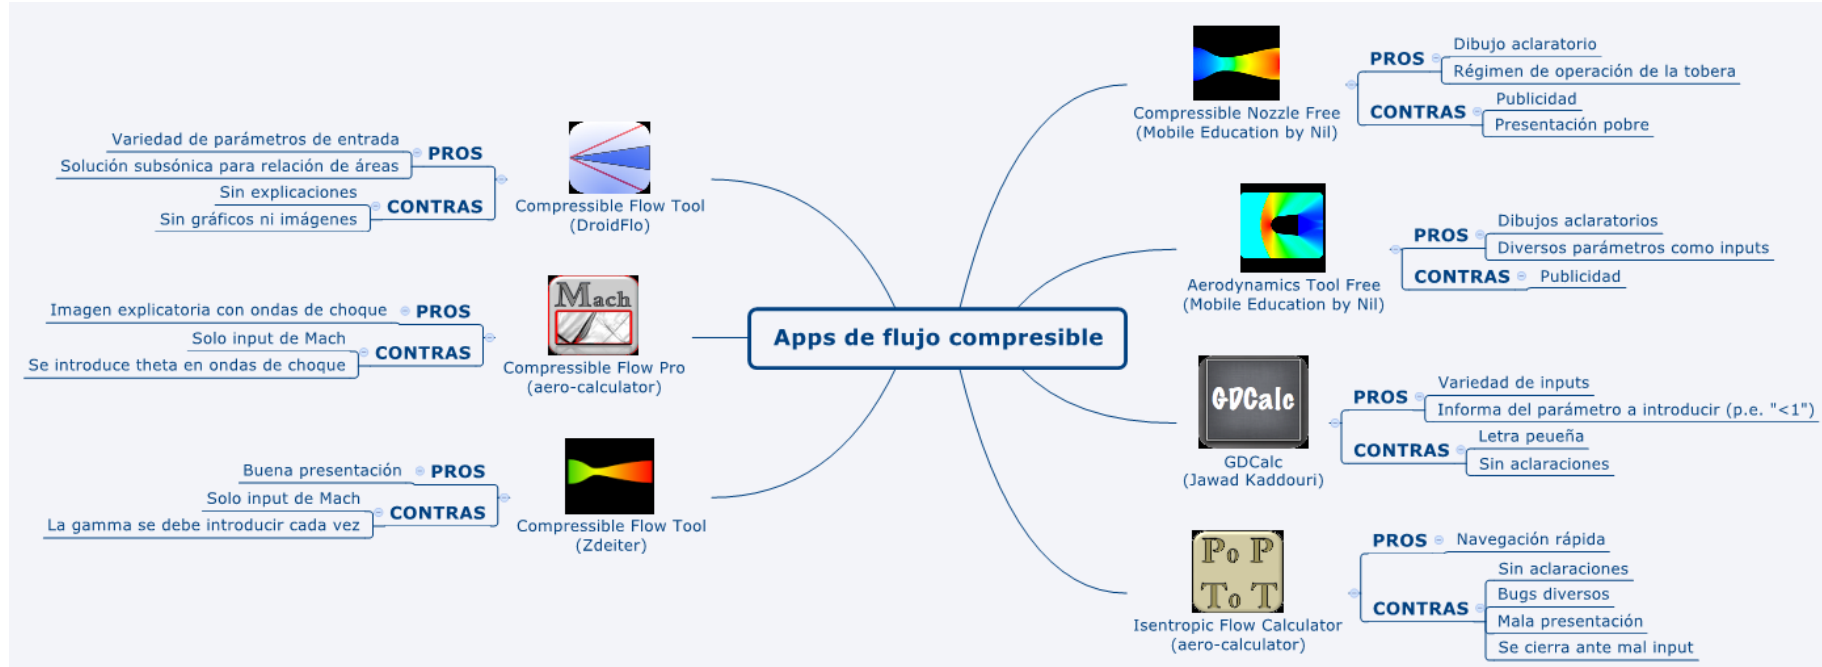 Apps de flujo compresible
Compressible Nozzle Free
(Mobile Education by Nil)
PROS
Dibujo aclaratorio
Régimen de operación de la tobera
CONTRAS
Publicidad
Presentación pobre
Aerodynamics Tool Free
(Mobile Education by Nil)
PROS
Dibujos aclaratorios
Diversos parámetros como inputs
CONTRAS
Publicidad
GDCalc
GDCalc
(Jawad Kaddouri)
PROS
Variedad de inputs
Informa del parámetro a introducir (p.e. "<1")
CONTRAS
Letra peueña
Sin aclaraciones
Po P
To T
Isentropic Flow Calculator
(aero-calculator)
PROS
Navegación rápida
CONTRAS
Sin aclaraciones
Bugs diversos
Mala presentación
Se cierra ante mal input
Compressible Flow Tool
(DroidFlo)
PROS
Variedad de parámetros de entrada
Solución subsónica para relación de áreas
CONTRAS
Sin explicaciones
Sin gráficos ni imágenes
Mach
Compressible Flow Pro
(aero-calculator)
PROS
Imagen explicatoria con ondas de choque
CONTRAS
Solo input de Mach
Se introduce theta en ondas de choque
Compressible Flow Tool
(Zdeiter)
PROS
Buena presentación
CONTRAS
Solo input de Mach
La gamma se debe introducir cada vez